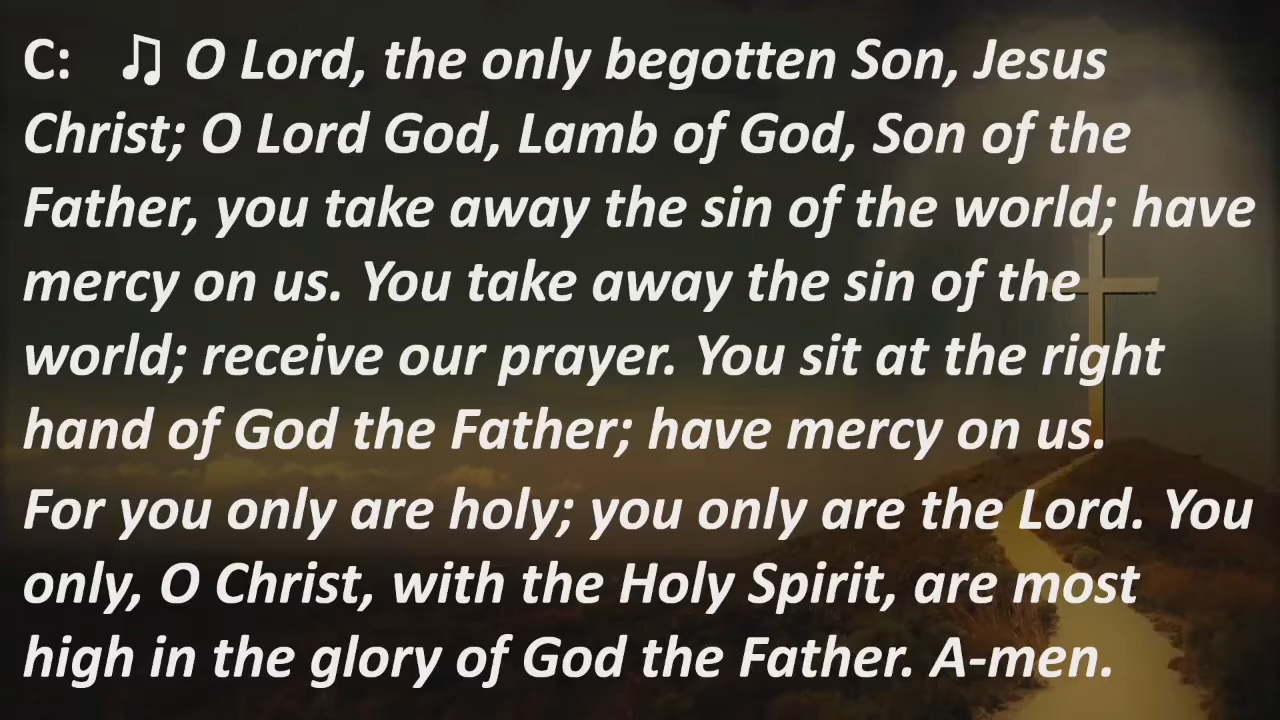 C: ♫ O Lord, the only begotten Son, Jesus
Christ; O Lord God, Lamb of God, Son of the
Father, you take away the sin of the world; have
mercy on us. You take away the sin of the
world; receive our prayer. You sit at the right
hand of God the Father; have mercy on us.
For you only are holy; you only are the Lord. You
only, O Christ, with the Holy Spirit, are most
high in the glory of God the Father. A-men.